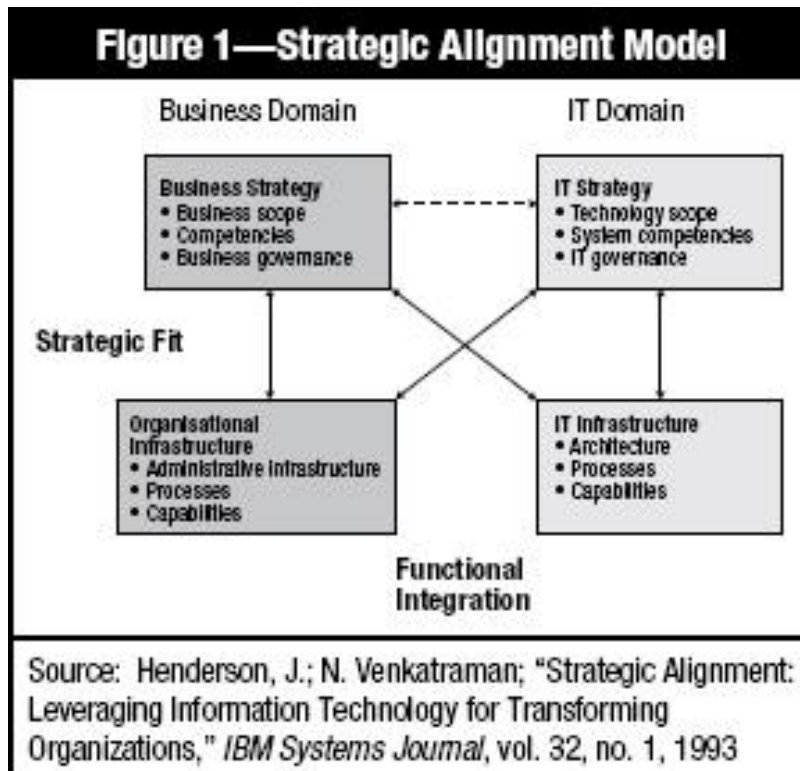 Figure 1—Strategic Alignment Model
Business Domain
IT Domain
Business Strategy
• Business scope
• Competencies
• Business governance
IT Strategy
• Technology scope
• System competencies
• IT governance
Strategic Fit
Organisational
Infrastructure
• Administrative infrastructure
• Processes
• Capabilities
IT Infrastructure
• Architecture
• Processes
• Capabilities
Functional
Integration
Source: Henderson, J.; N. Venkatraman; “Strategic Alignment:
Leveraging Information Technology for Transforming
Organizations,” IBM Systems Journal, vol. 32, no. 1, 1993